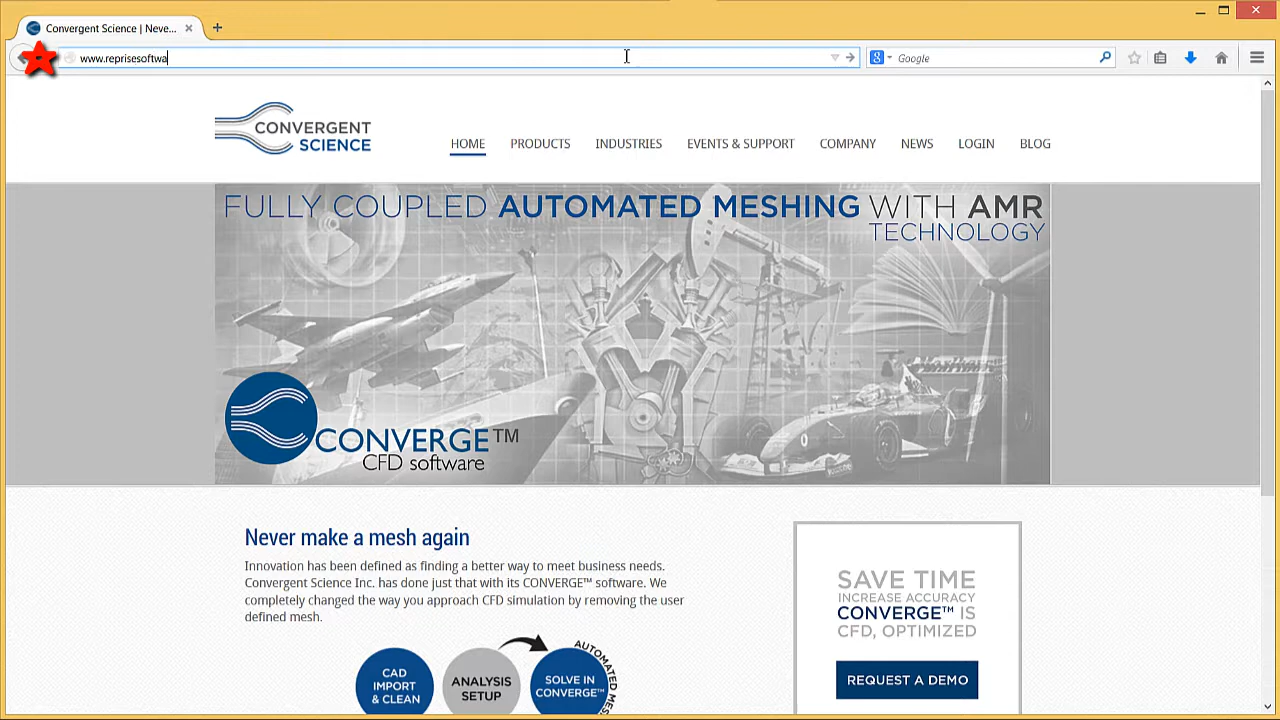 Convergent Science | Neve...
www.reprisesoftwa
Google
CONVERGENT
SCIENCE
HOME
PRODUCTS
INDUSTRIES
EVENTS & SUPPORT
COMPANY
NEWS
LOGIN
BLOG
FULLY COUPLED AUTOMATED MESHING WITH AMR
TECHNOLOGY
CONVERGE™
CFD software
Never make a mesh again
Innovation has been defined as finding a better way to meet business needs.
Convergent Science Inc. has done just that with its CONVERGE™ software. We
completely changed the way you approach CFD simulation by removing the user
defined mesh.
CAD
IMPORT
& CLEAN
ANALYSIS
SETUP
SOLVE IN
CONVERGE™
AUTOMATED MES
SAVE TIME
INCREASE ACCURACY
CONVERGE™ IS
CFD, OPTIMIZED
REQUEST A DEMO